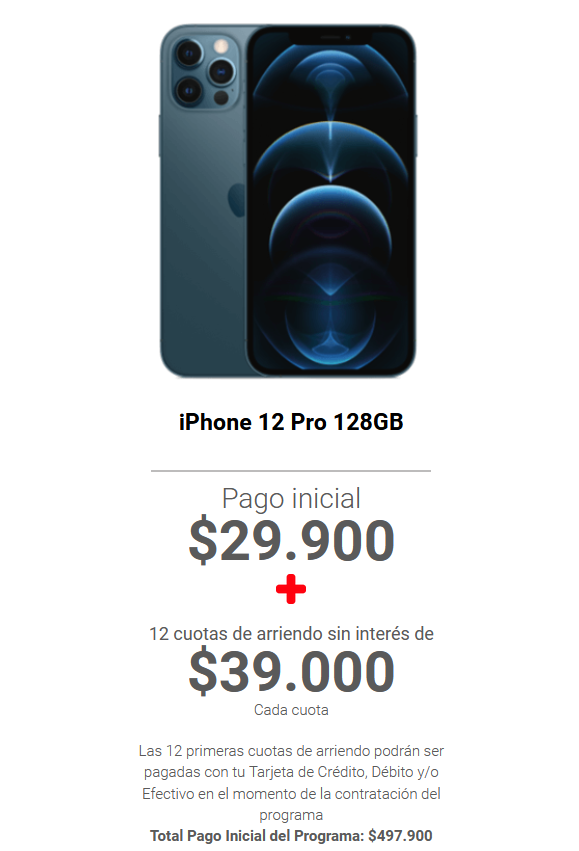 iPhone 12 Pro 128GB
Pago inicial
$29.900
12 cuotas de arriendo sin interés de
$39.000
Cada cuota
Las 12 primeras cuotas de arriendo podrán ser
pagadas con tu Tarjeta de Crédito, Débito y/o
Efectivo en el momento de la contratación del
programa
Total Pago Inicial del Programa: $497.900